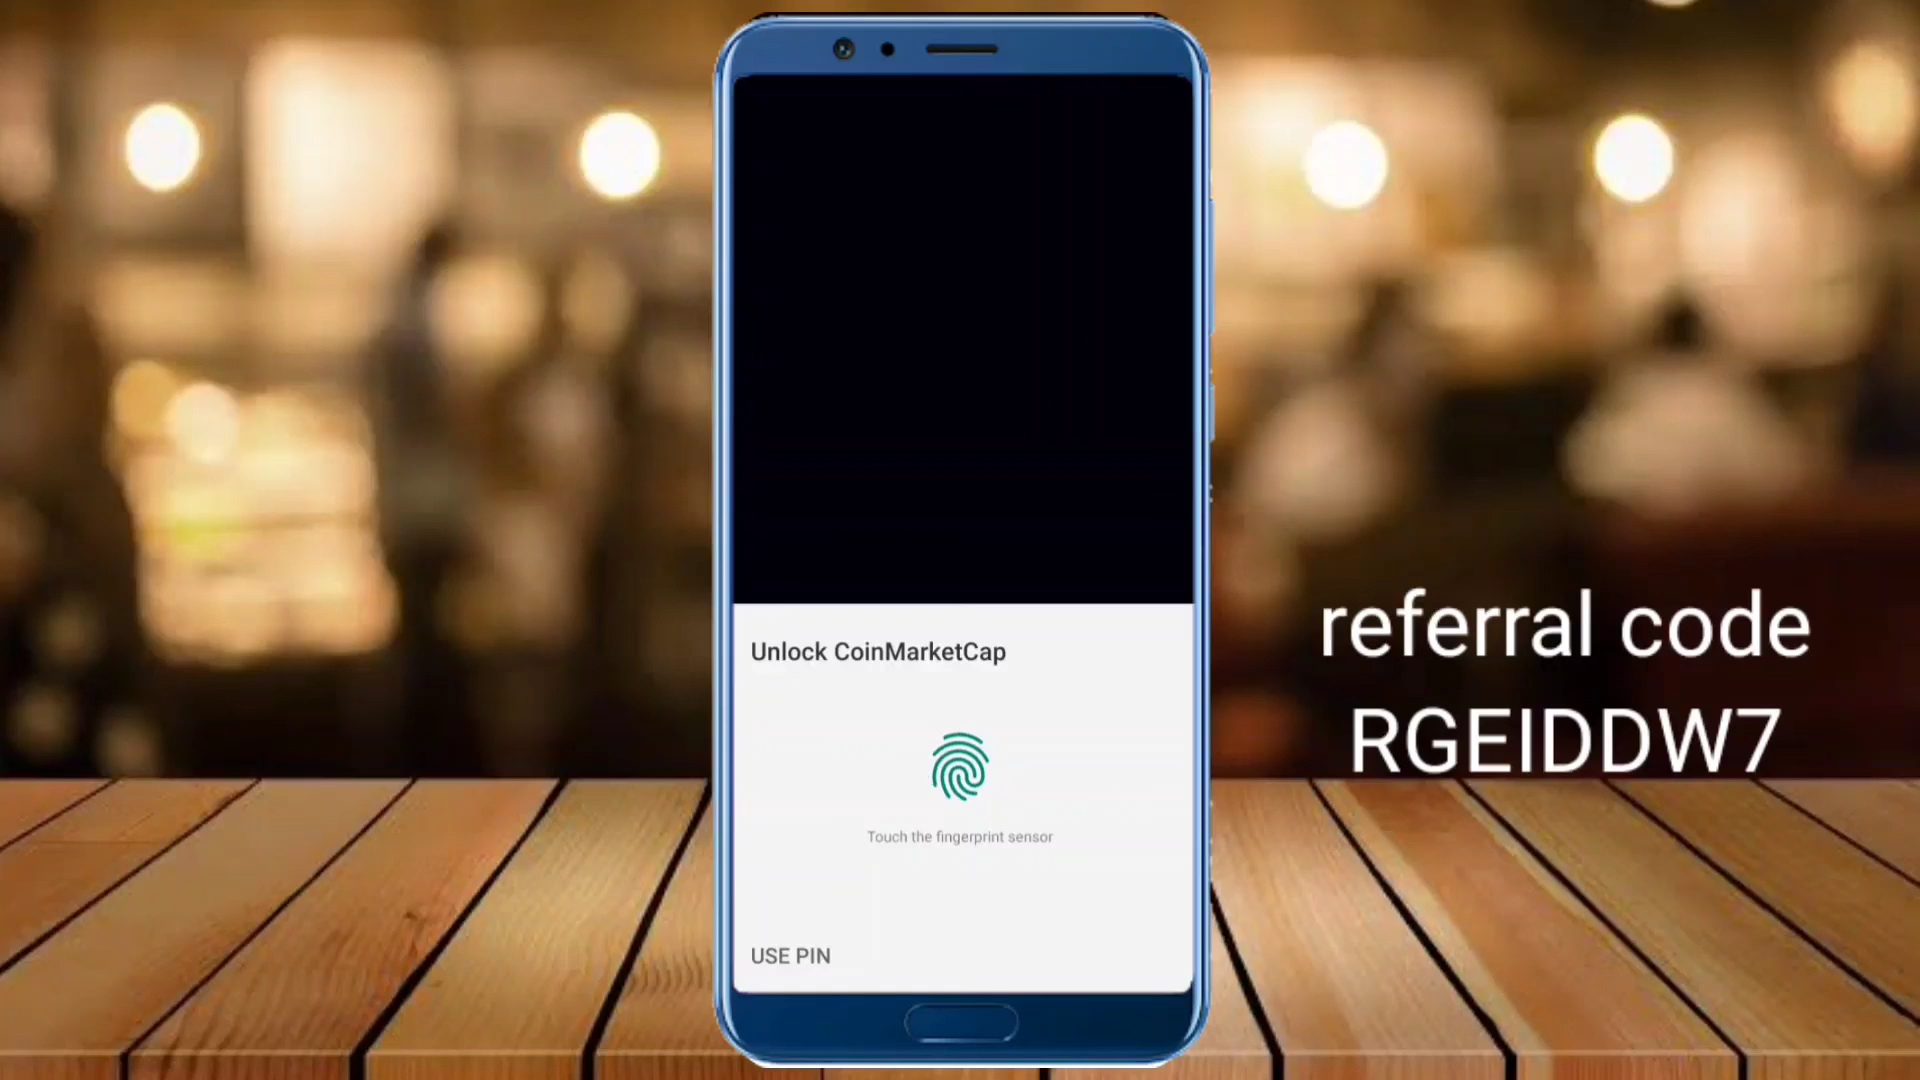 Unlock CoinMarketCap
Touch the fingerprint sensor
USE PIN
referral code
RGEIDDW7